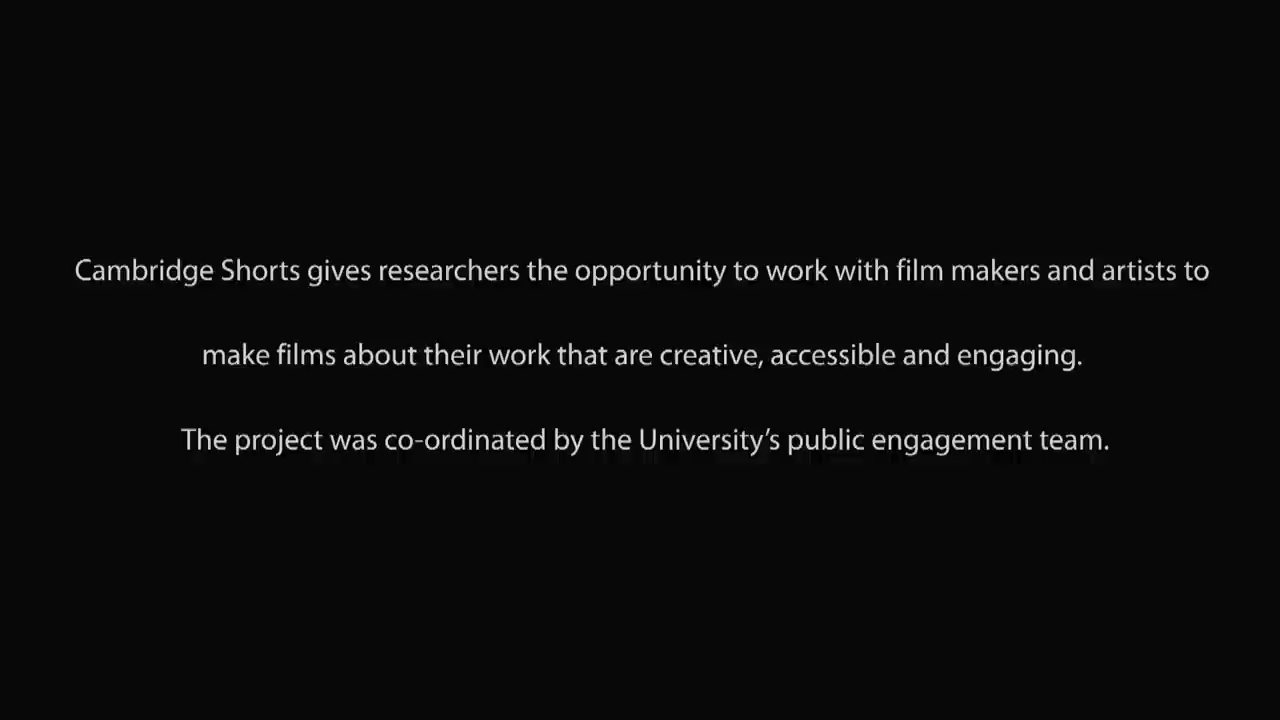 Cambridge Shorts gives researchers the opportunity to work with film makers and artists to
make films about their work that are creative, accessible and engaging.
The project was co-ordinated by the University’s public engagement team.